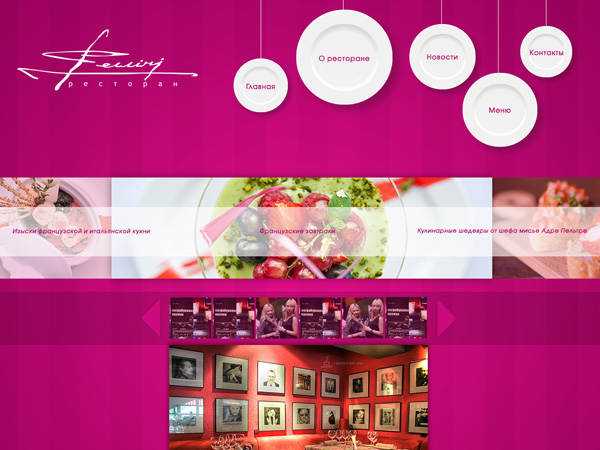 Fellini
ресторан
Главная
О ресторане
Новости
Меню
Контакты
Изыски французской и итальянской кухни
Французские завтраки
Кулинарные шедевры от шефа мисье Адре Пельтре